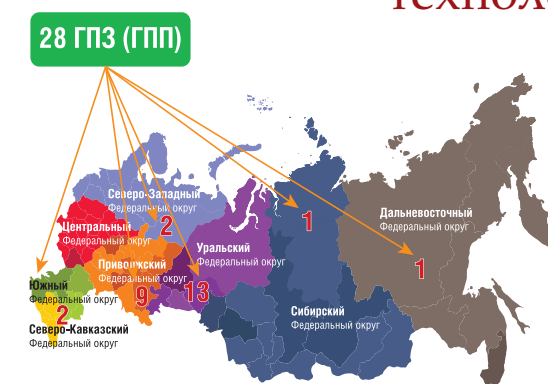 28 ГПЗ (ГПП)
Северо-Западный
Федеральный округ
2
Центральный
Федеральный округ
Дальневосточный
Федеральный округ
1
1
Уральский
Федеральный округ
Приволжский
Федеральный округ
9
13
Южный
Федеральный округ
2
Северо-Кавказский
Федеральный округ
Сибирский
Федеральный округ